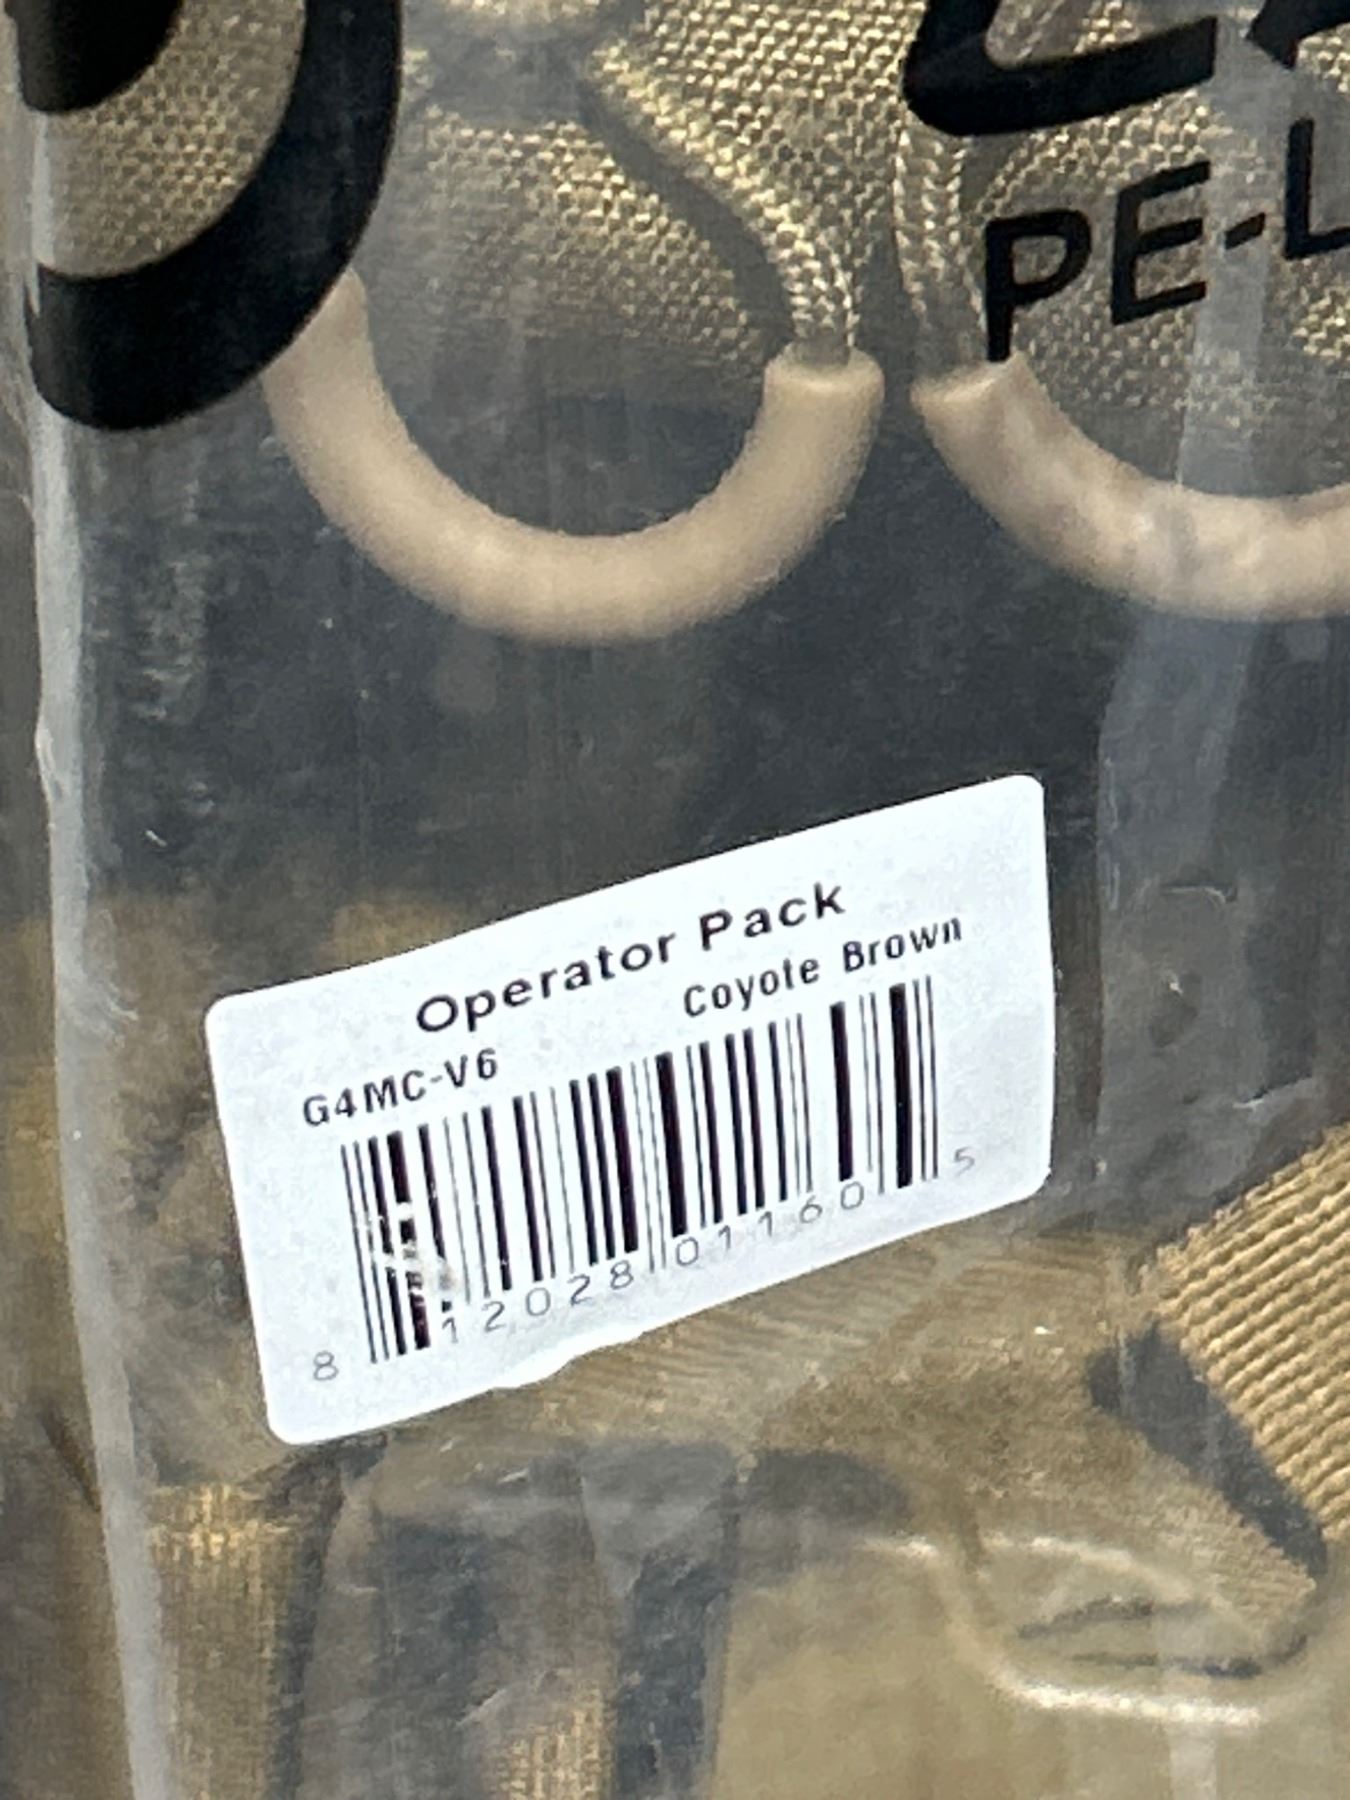 PE-L
Operator Pack
G4MC-V6 Coyote Brown
8 12028 01160 5